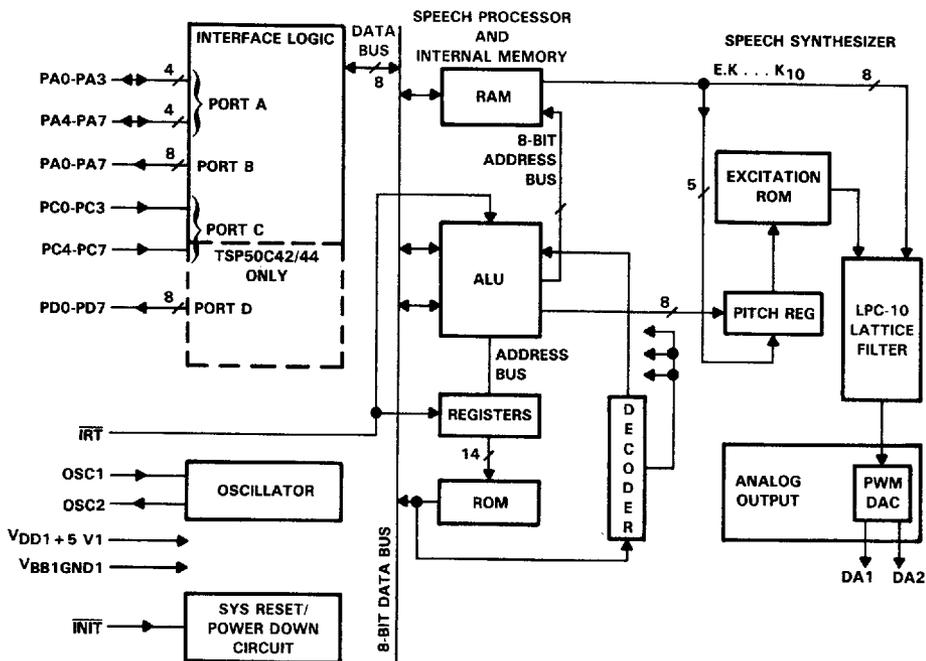 SPEECH PROCESSOR
AND
INTERNAL MEMORY
INTERFACE LOGIC
DATA
BUS
8
SPEECH SYNTHESIZER
E.K . . . K10
8
PA0-PA3
4
PORT A
PA4-PA7
4
PA0-PA7
8
PORT B
PC0-PC3
PORT C
PC4-PC7
TSP50C42/44
ONLY
PD0-PD7
8
PORT D
RAM
8-BIT
ADDRESS
BUS
5
EXCITATION
ROM
ALU
8
PITCH REG
LPC-10
LATTICE
FILTER
ADDRESS
BUS
REGISTERS
14
ROM
DECODER
IRT
OSC1
OSC2
OSCILLATOR
VDD1 + 5 V1
VBB1GND1
INIT
SYS RESET/
POWER DOWN
CIRCUIT
8-BIT DATA BUS
ANALOG
OUTPUT
PWM
DAC
DA1
DA2